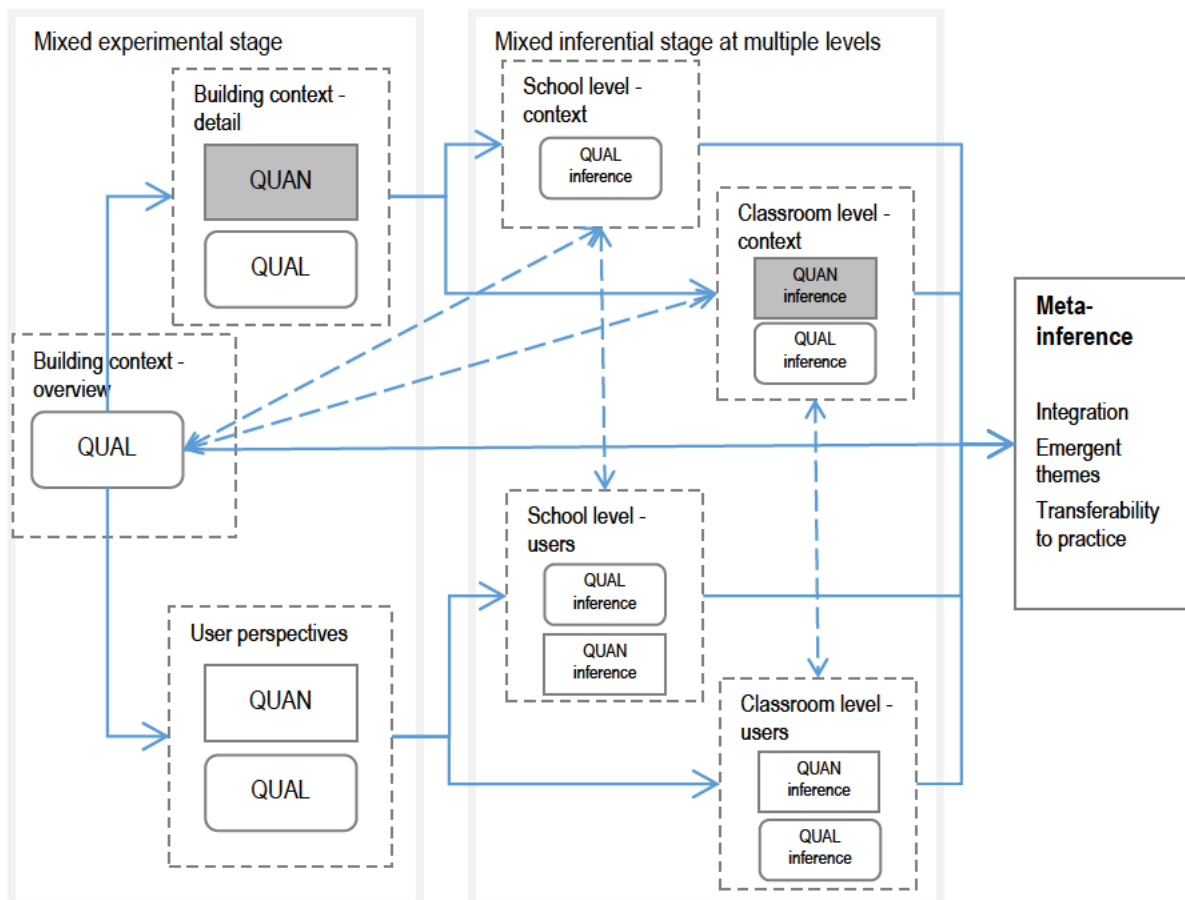 Mixed experimental stage
Building context -
detail
QUAN
QUAL
Building context -
overview
QUAL
User perspectives
QUAN
QUAL
Mixed inferential stage at multiple levels
School level -
context
QUAL
inference
Classroom level -
context
QUAN
inference
QUAL
inference
School level -
users
QUAL
inference
QUAN
inference
Classroom level -
users
QUAN
inference
QUAL
inference
Meta-
inference
Integration
Emergent
themes
Transferability
to practice